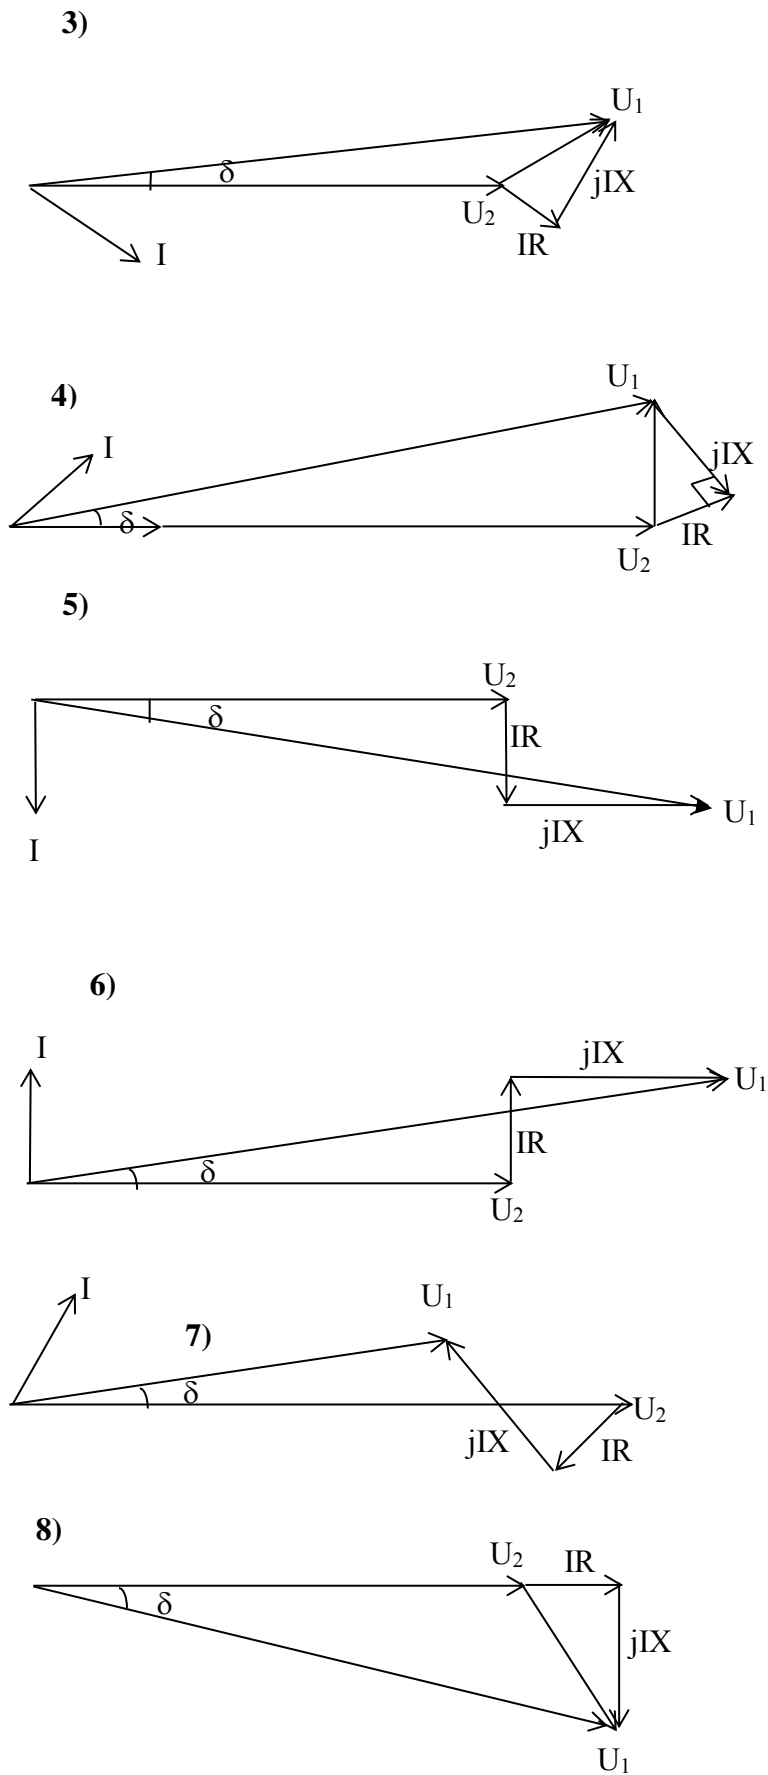 3)
U1
δ
jIX
U2
IR
I
4)
U1
I
jIX
δ
IR
U2
5)
U2
δ
IR
U1
jIX
I
6)
I
jIX
U1
IR
δ
U2
I
U1
7)
δ
U2
jIX
IR
8)
U2
IR
δ
jIX
U1